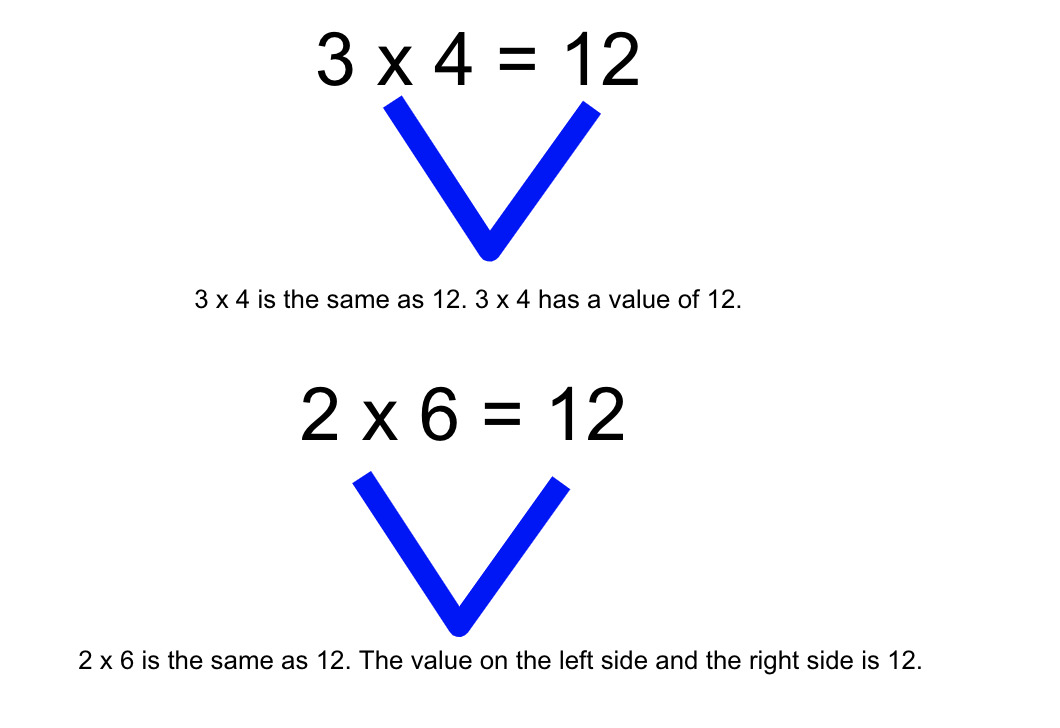 3 x 4 = 12
3 x 4 is the same as 12. 3 x 4 has a value of 12.
2 x 6 = 12
2 x 6 is the same as 12. The value on the left side and the right side is 12.